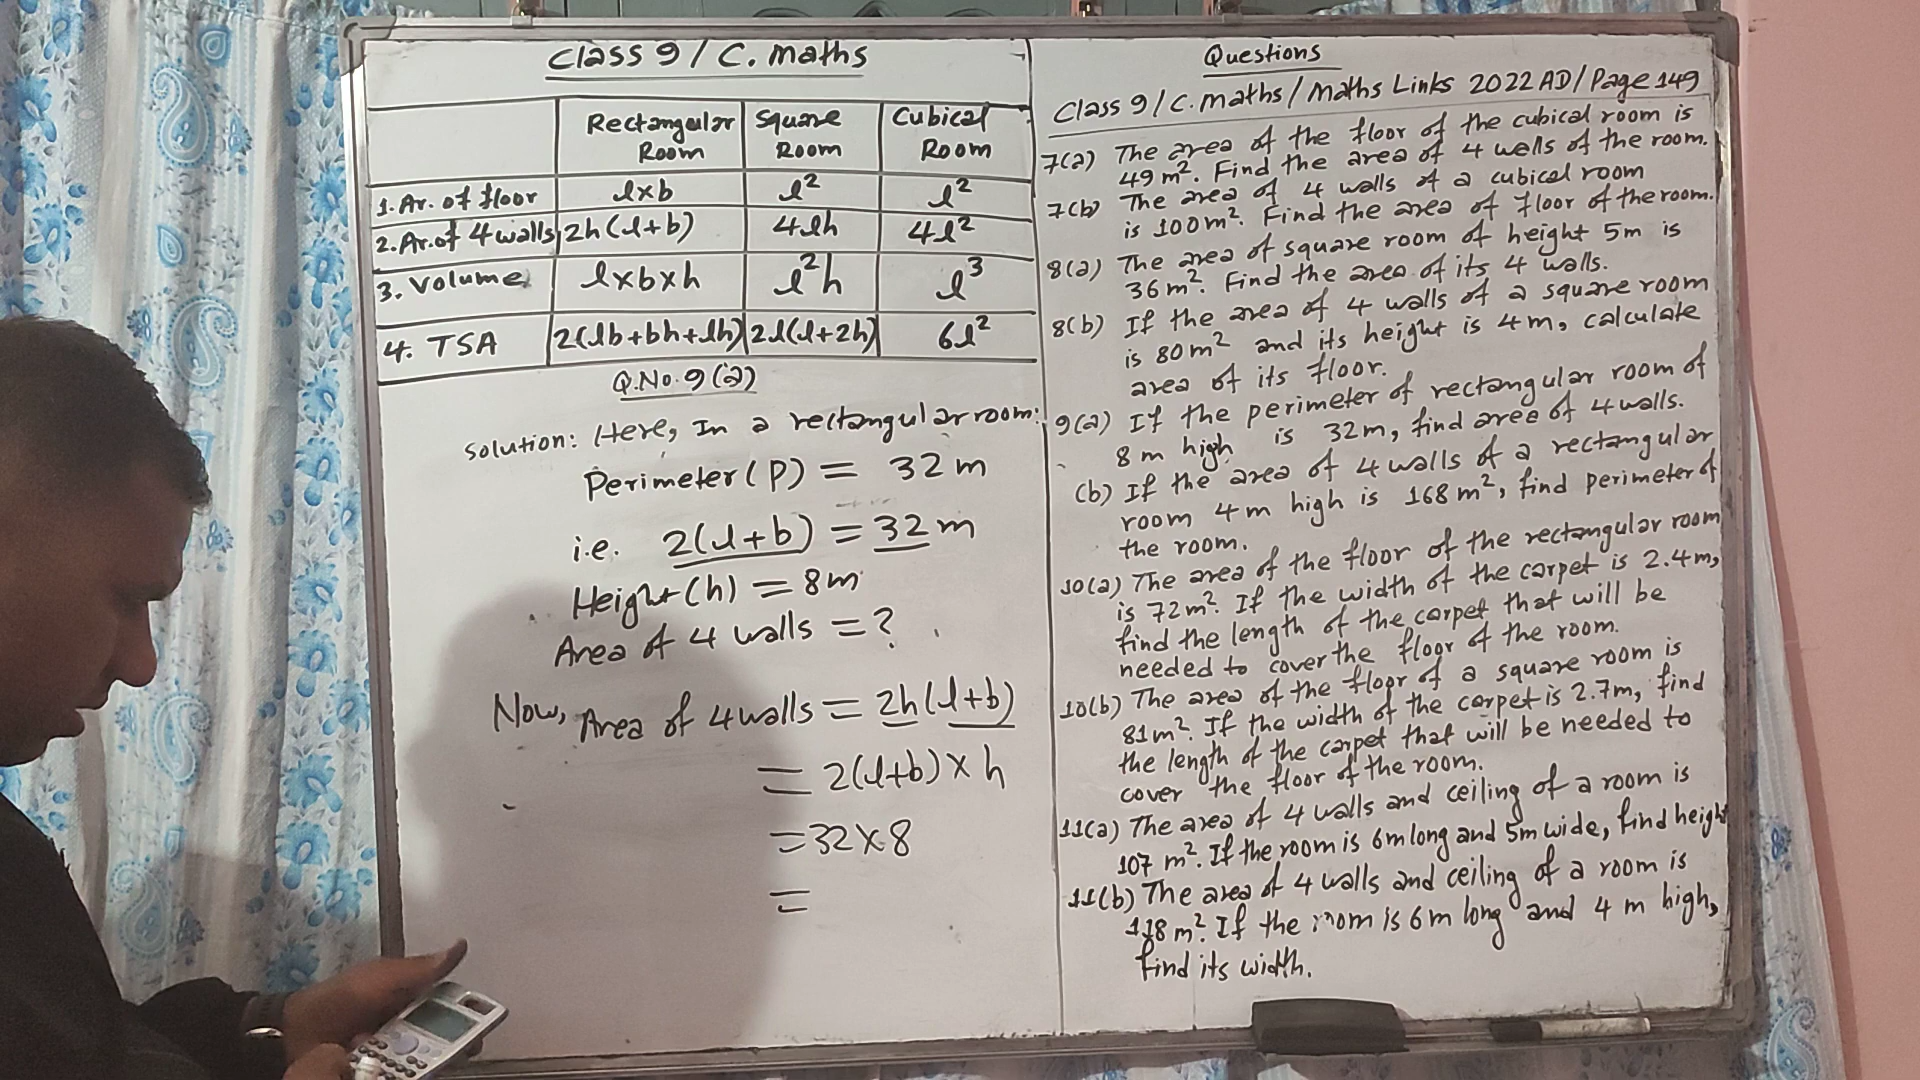 Class 9 / C. maths
Rectangular Room
Square Room
Cubical Room
1. Ar. of floor
l×b
l²
l²
2. Ar. of 4 walls
2h(l+b)
4lh
4l²
3. Volume
l×b×h
l²h
l³
4. TSA
2(lb+bh+lh)
2l(l+2h)
6l²
Q.No. 9(a)
Solution: Here, In a rectangular room:
Perimeter (P) = 32 m
i.e. 2(l+b) = 32 m
Height (h) = 8m
Area of 4 walls = ?
Now, Area of 4 walls = 2h(l+b)
= 2(l+b) × h
= 32 × 8
=
Questions
Class 9 / C. maths / Maths Links 2022 AD / Page 149
7(a) The area of the floor of the cubical room is
49 m². Find the area of 4 walls of the room.
7(b) The area of 4 walls of a cubical room
is 100m². Find the area of floor of the room.
8(a) The area of square room of height 5m is
36m². Find the area of its 4 walls.
8(b) If the area of 4 walls of a square room
is 80m² and its height is 4m, calculate
area of its floor.
9(a) If the perimeter of rectangular room of
8 m high is 32m, find area of 4 walls.
(b) If the area of 4 walls of a rectangular
room 4m high is 168 m², find perimeter of
the room.
10(a) The area of the floor of the rectangular room
is 72m². If the width of the carpet is 2.4m,
find the length of the carpet that will be
needed to cover the floor of the room.
10(b) The area of the floor of a square room is
81m². If the width of the carpet is 2.7m, find
the length of the carpet that will be needed to
cover the floor of the room.
11(a) The area of 4 walls and ceiling of a room is
107 m². If the room is 6m long and 5m wide, find height
11(b) The area of 4 walls and ceiling of a room is
118 m². If the room is 6m long and 4 m high,
find its width.